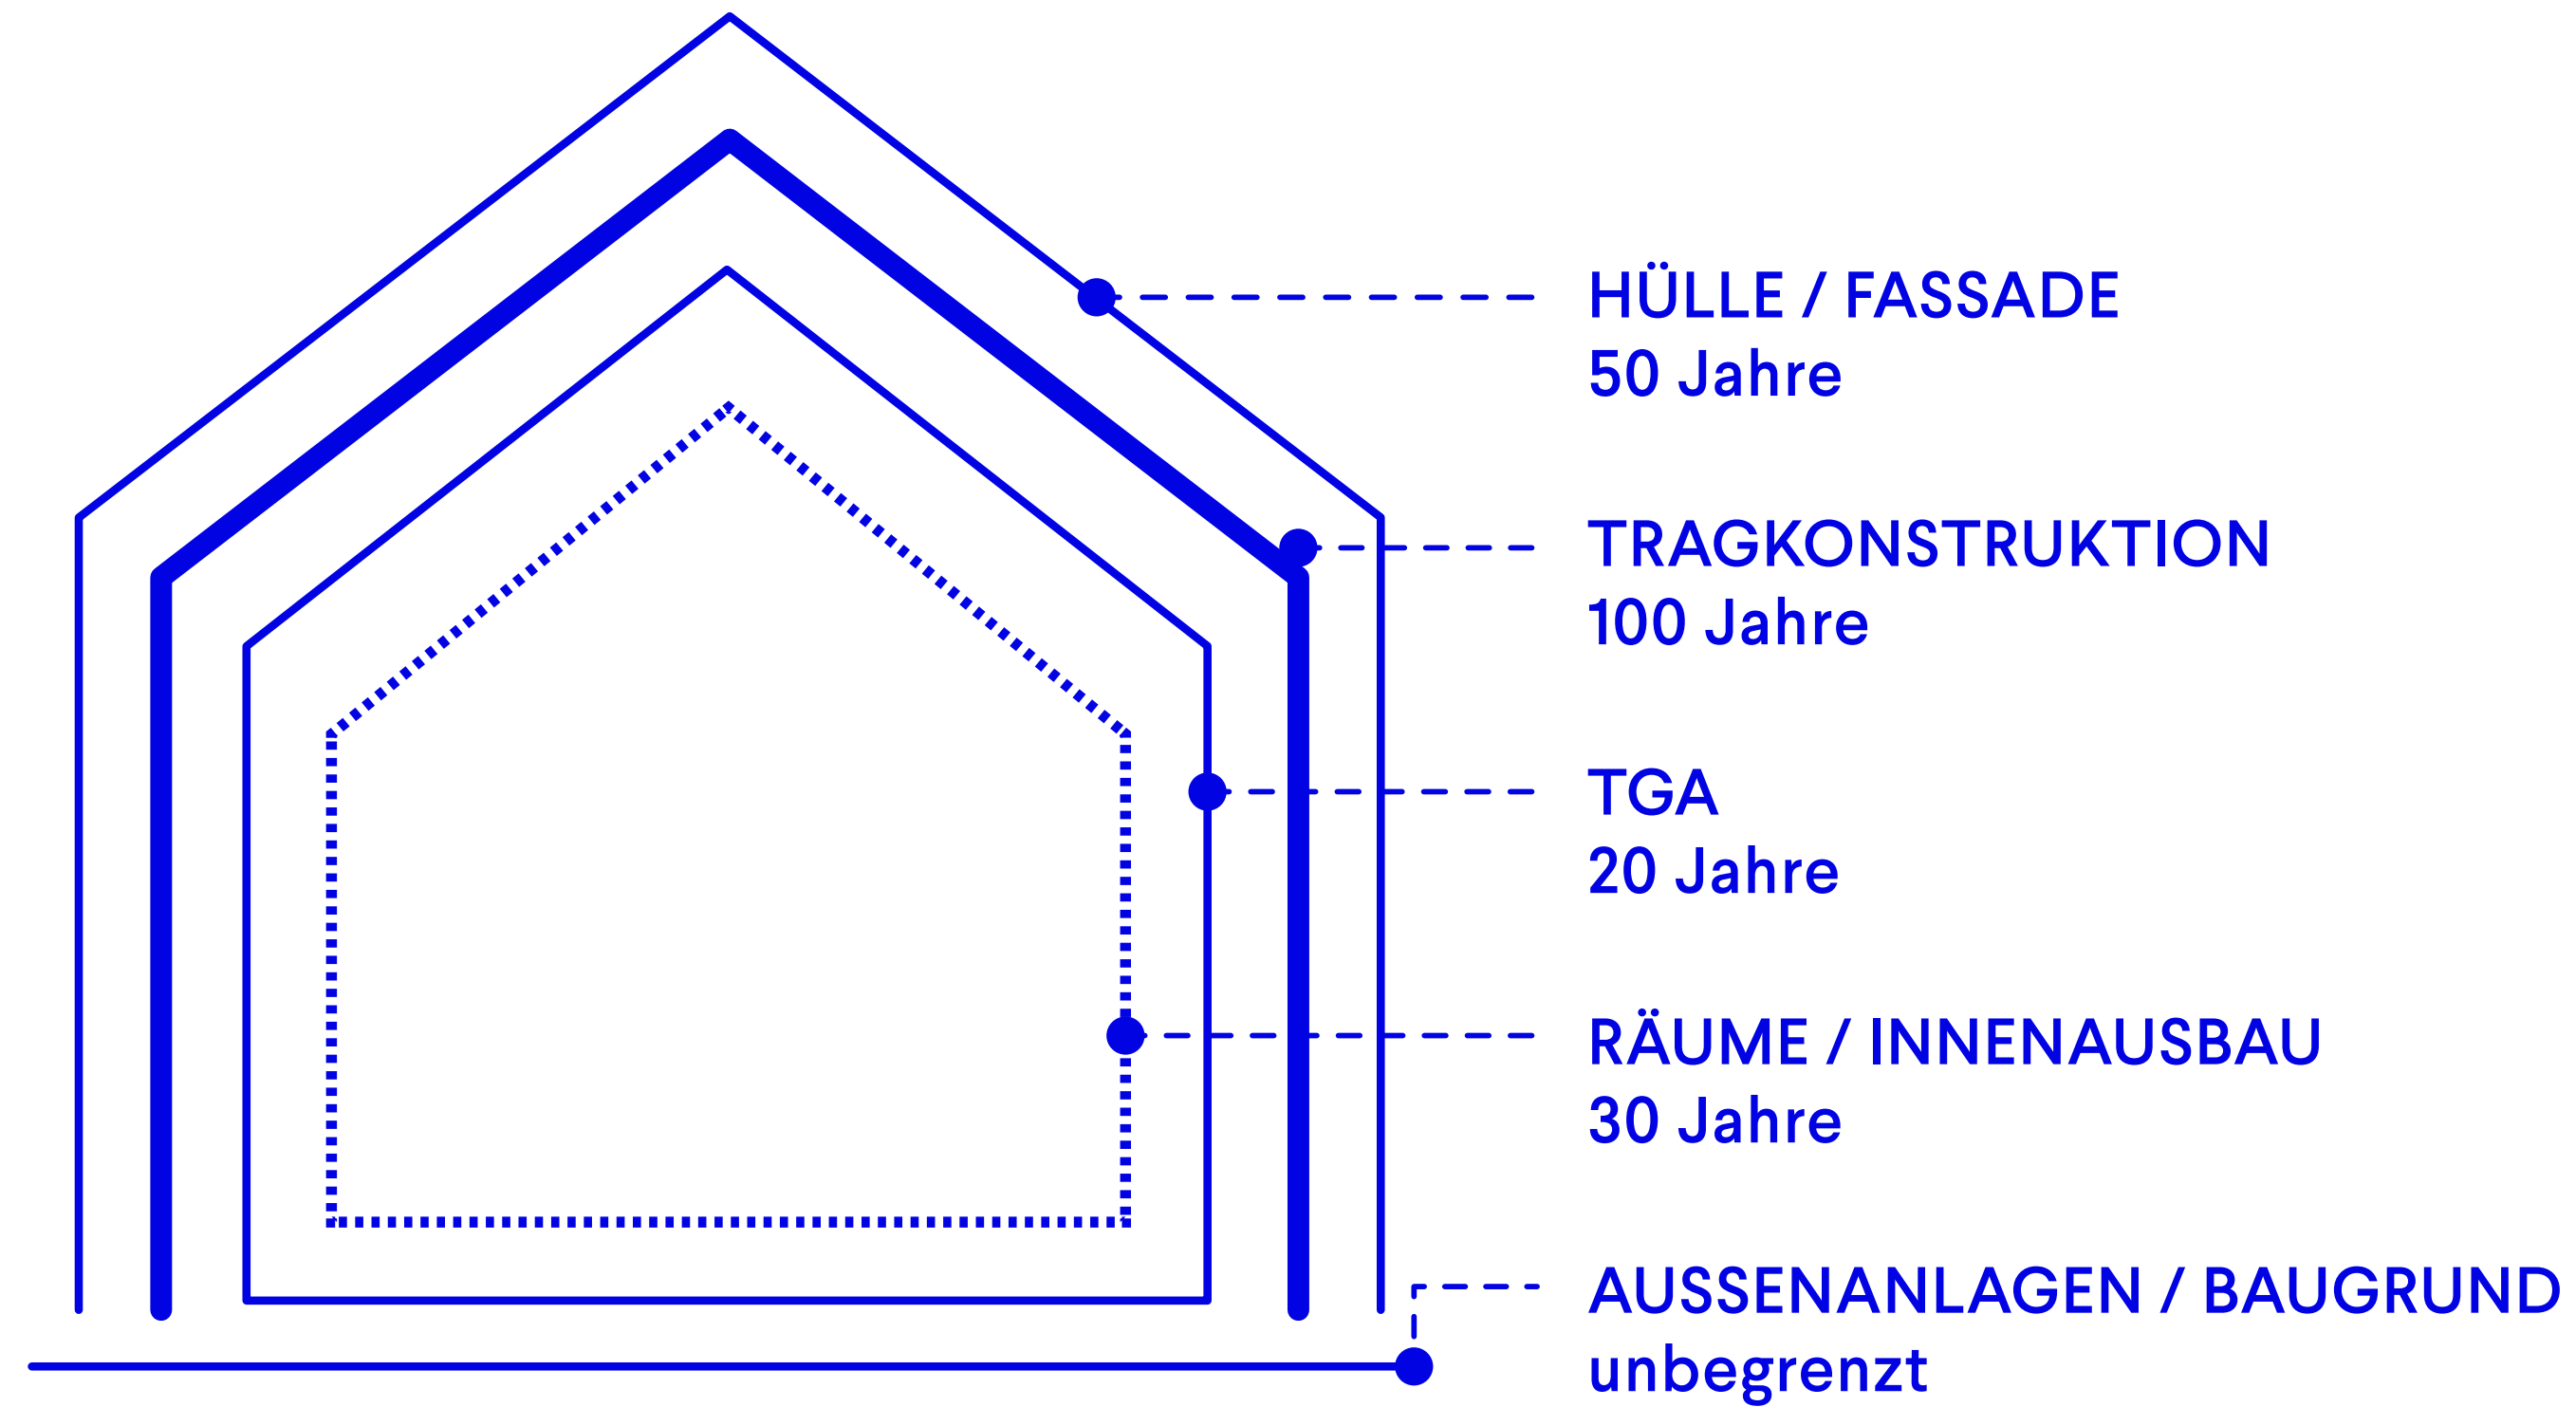 HÜLLE / FASSADE
50 Jahre
TRAGKONSTRUKTION
100 Jahre
TGA
20 Jahre
RÄUME / INNENAUSBAU
30 Jahre
AUSSENANLAGEN / BAUGRUND
unbegrenzt